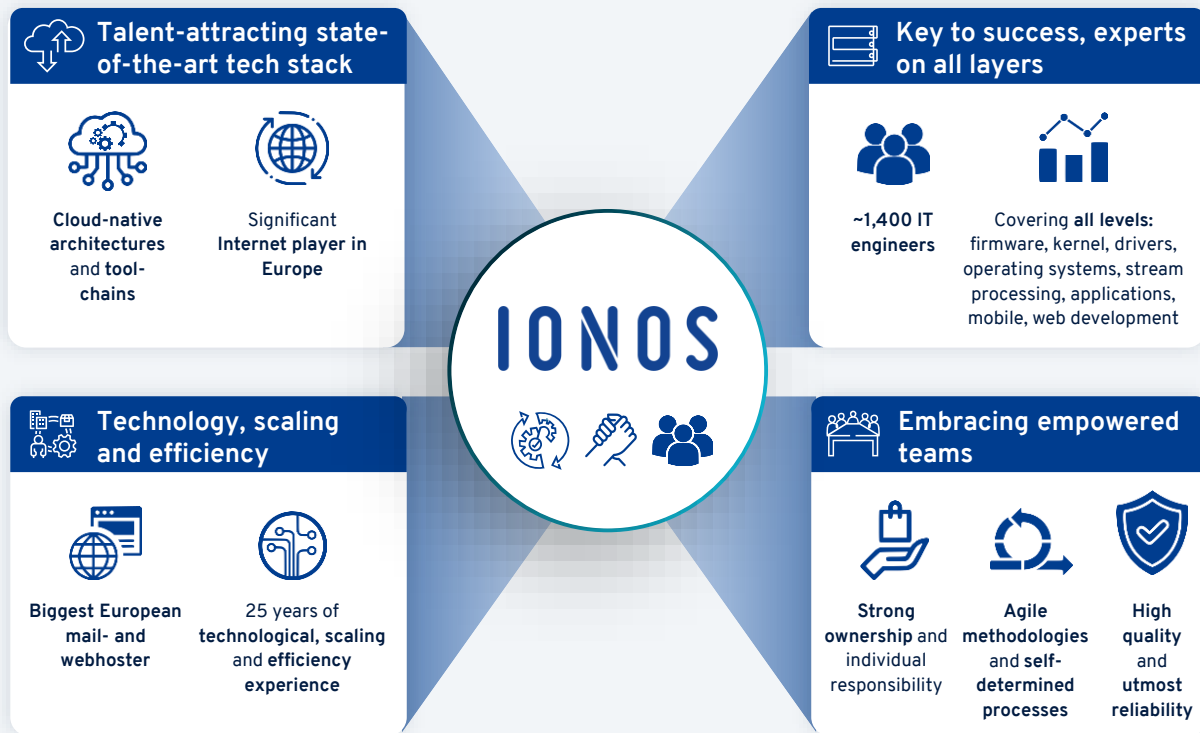 Talent-attracting state-
of-the-art tech stack
Cloud-native
architectures
and tool-
chains
Significant
Internet player in
Europe
Key to success, experts
on all layers
~1,400 IT
engineers
Covering all levels:
firmware, kernel, drivers,
operating systems, stream
processing, applications,
mobile, web development
IONOS
Technology, scaling
and efficiency
Biggest European
mail- and
webhoster
25 years of
technological, scaling
and efficiency
experience
Embracing empowered
teams
Strong
ownership and
individual
responsibility
Agile
methodologies
and self-
determined
processes
High
quality
and
utmost
reliability